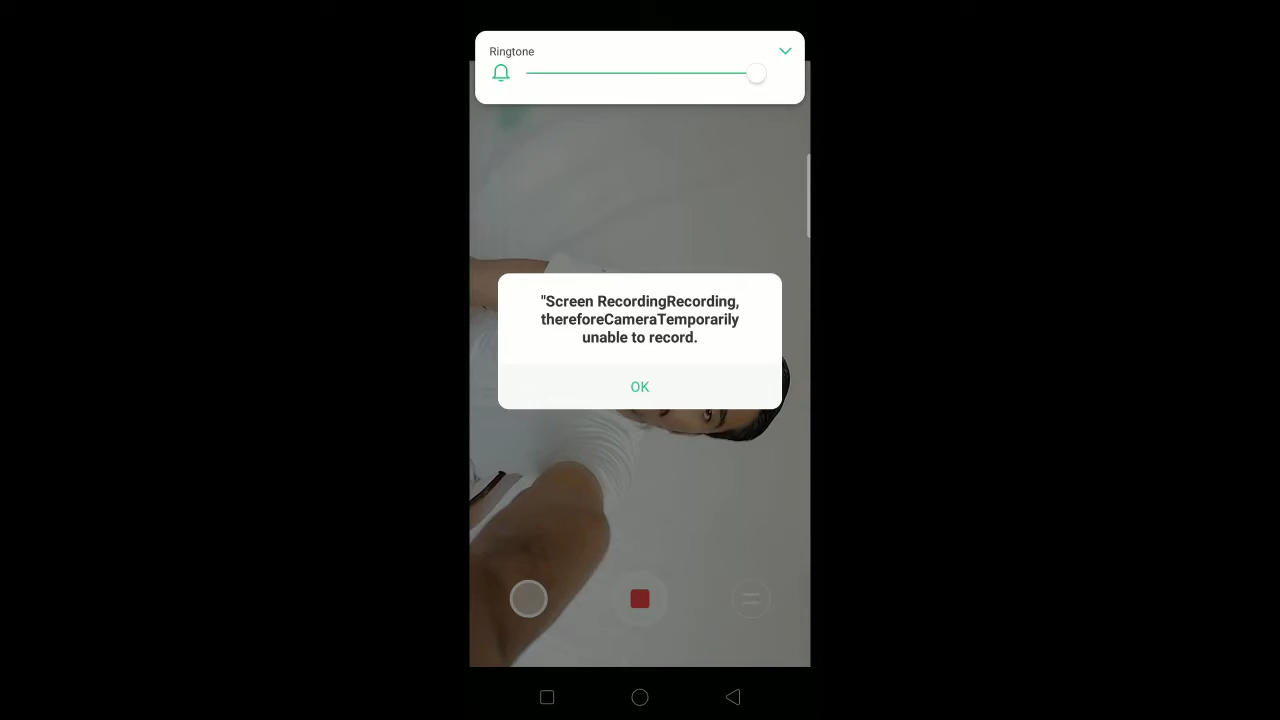 Ringtone
"Screen RecordingRecording,
thereforeCameraTemporarily
unable to record.
OK